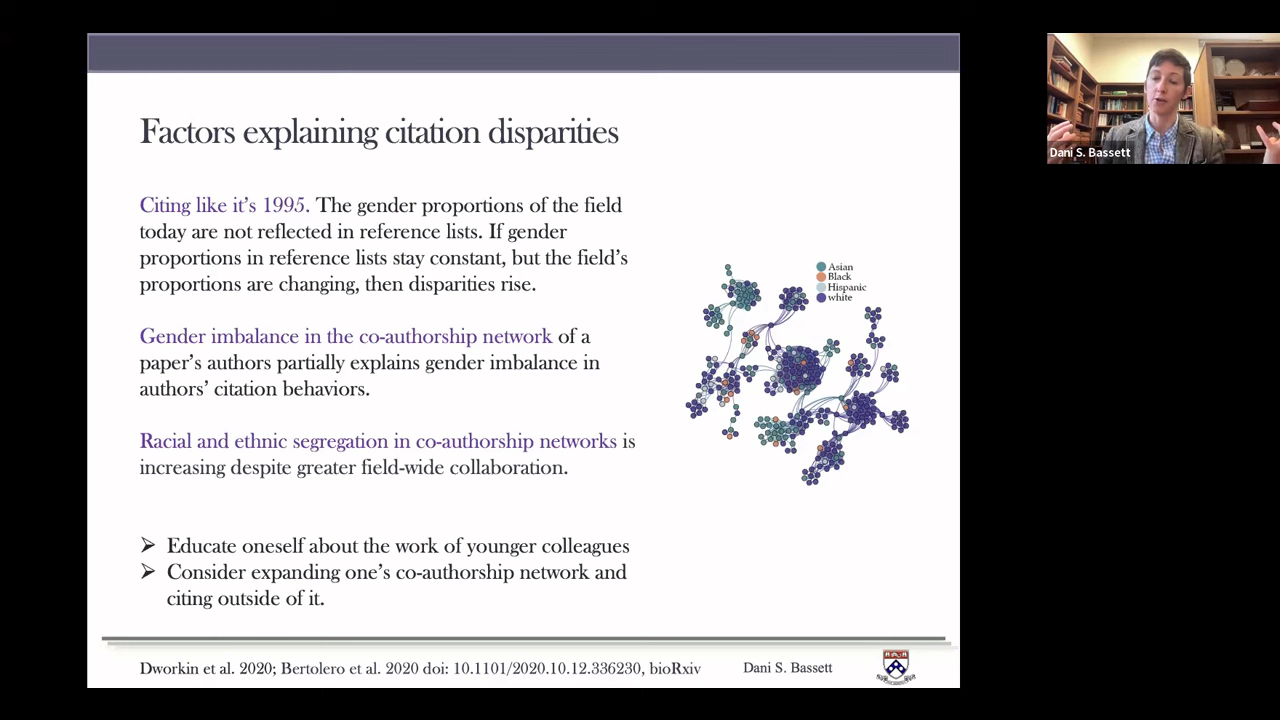 Factors explaining citation disparities
Citing like it's 1995. The gender proportions of the field
today are not reflected in reference lists. If gender
proportions in reference lists stay constant, but the field's
proportions are changing, then disparities rise.
Gender imbalance in the co-authorship network of a
paper's authors partially explains gender imbalance in
authors' citation behaviors.
Racial and ethnic segregation in co-authorship networks is
increasing despite greater field-wide collaboration.
➢ Educate oneself about the work of younger colleagues
➢ Consider expanding one's co-authorship network and
citing outside of it.
Asian
Black
Hispanic
white
Dworkin et al. 2020; Bertolero et al. 2020 doi: 10.1101/2020.10.12.336230, bioRxiv
Dani S. Bassett
Dani S. Bassett